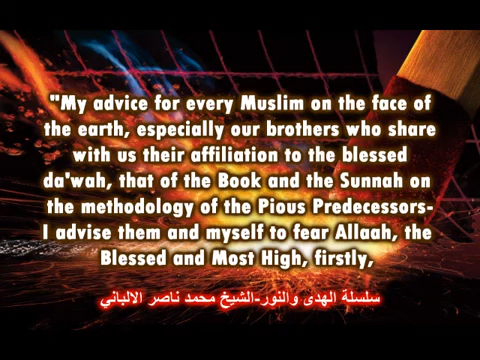 "My advice for every Muslim on the face of
the earth, especially our brothers who share
with us their affiliation to the blessed
da'wah, that of the Book and the Sunnah on
the methodology of the Pious Predecessors-
I advise them and myself to fear Allaah, the
Blessed and Most High, firstly,
سلسلة الهدى والنور-الشيخ محمد ناصر الالباني